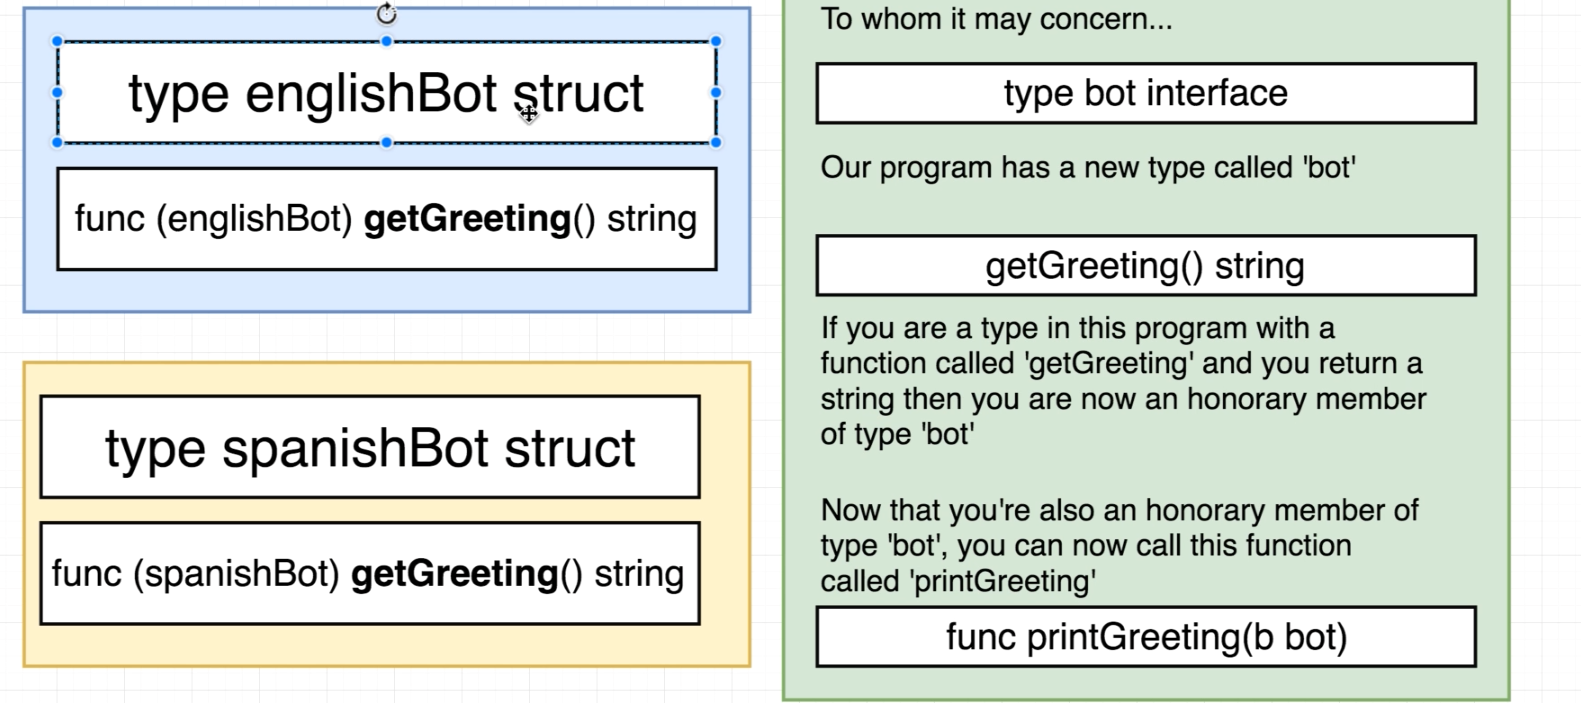 type englishBot struct
func (englishBot) getGreeting() string
type spanishBot struct
func (spanishBot) getGreeting() string
To whom it may concern...
type bot interface
Our program has a new type called 'bot'
getGreeting() string
If you are a type in this program with a
function called 'getGreeting' and you return a
string then you are now an honorary member
of type 'bot'
Now that you're also an honorary member of
type 'bot', you can now call this function
called 'printGreeting'
func printGreeting(b bot)